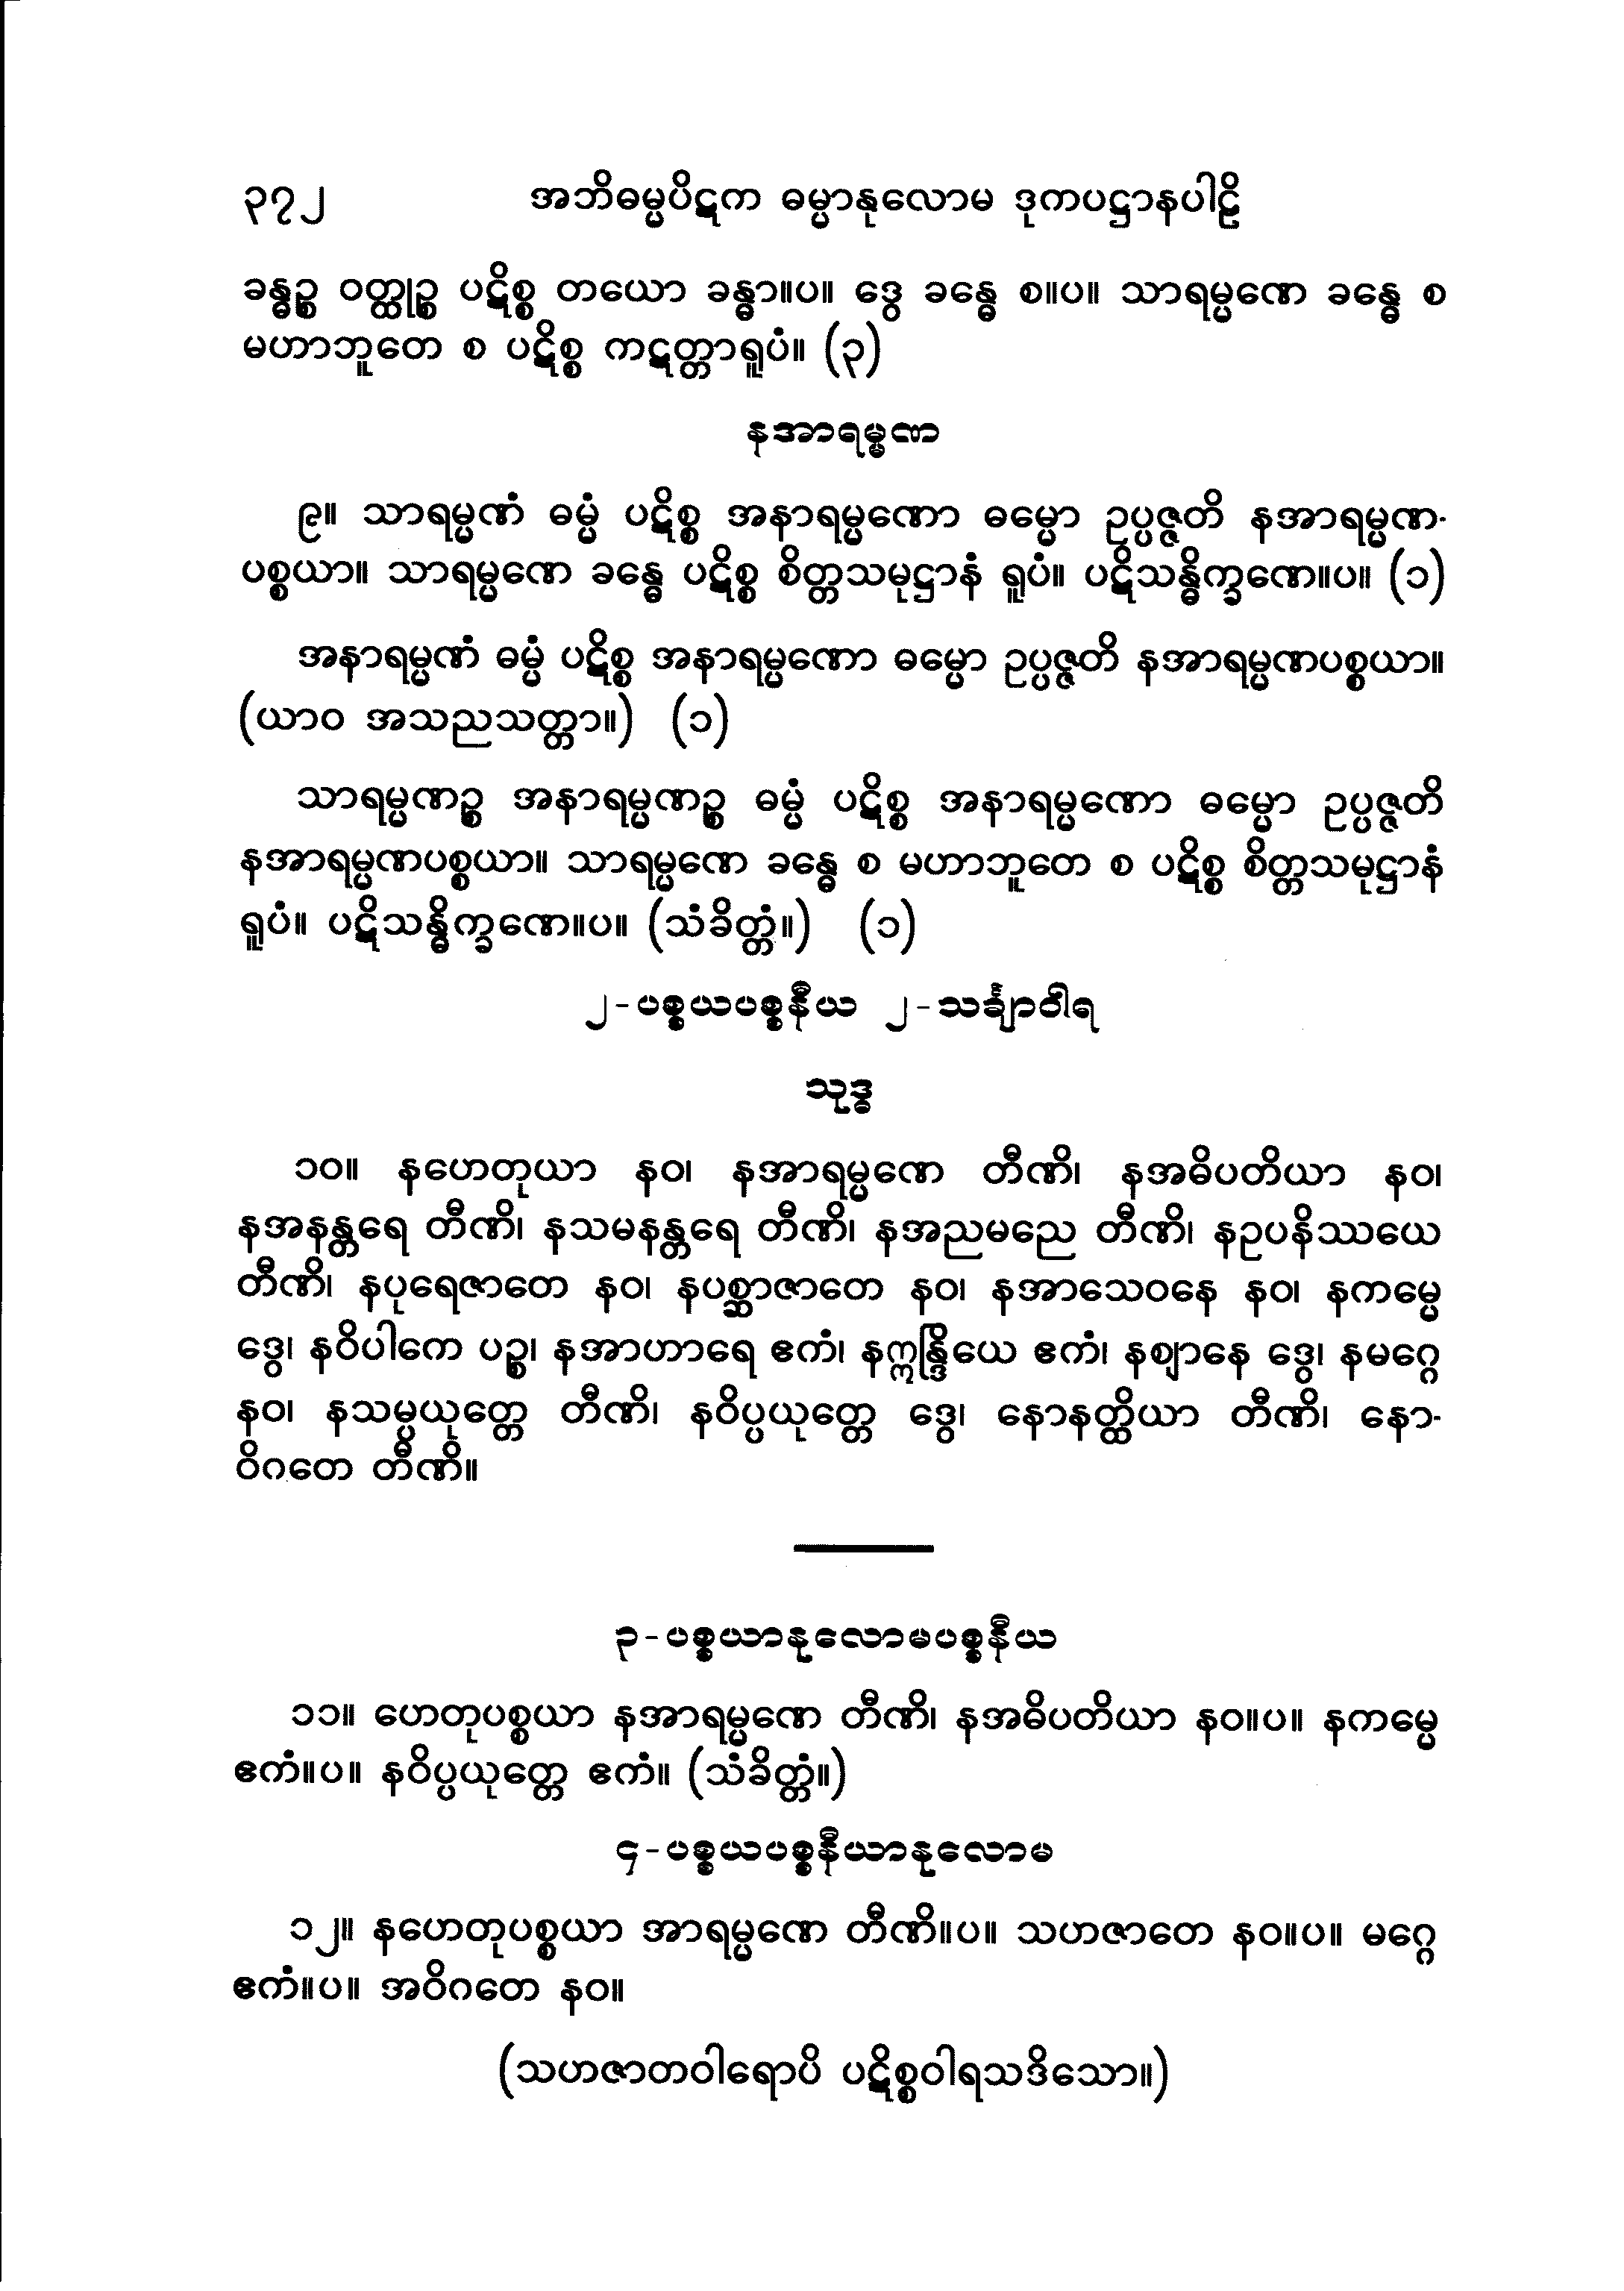 ၃၇၂ အဘိဓမ္မပိဋက ဓမ္မာနုလောမ ဒုကပဋ္ဌာနပါဠိ
ခန္ဓဉ္စ ဝတ္ထုဉ္စ ပဋိစ္စ တယော ခန္ဓာ။ပ။ ဒွေ ခန္ဓေ စ။ပ။ သာရမ္မဏေ ခန္ဓေ စ
မဟာဘူတေ စ ပဋိစ္စ ကဋတ္တာရူပံ။ (၃)
နအာရမ္မဏ
၉။ သာရမ္မဏံ ဓမ္မံ ပဋိစ္စ အနာရမ္မဏော ဓမ္မော ဥပ္ပဇ္ဇတိ နအာရမ္မဏ-
ပစ္စယာ။ သာရမ္မဏေ ခန္ဓေ ပဋိစ္စ စိတ္တသမုဋ္ဌာနံ ရူပံ။ ပဋိသန္ဓိက္ခဏေ။ပ။ (၁)
အနာရမ္မဏံ ဓမ္မံ ပဋိစ္စ အနာရမ္မဏော ဓမ္မော ဥပ္ပဇ္ဇတိ နအာရမ္မဏပစ္စယာ။
(ယာဝ အသညသတ္တာ။) (၁)
သာရမ္မဏဉ္စ အနာရမ္မဏဉ္စ ဓမ္မံ ပဋိစ္စ အနာရမ္မဏော ဓမ္မော ဥပ္ပဇ္ဇတိ
နအာရမ္မဏပစ္စယာ။ သာရမ္မဏေ ခန္ဓေ စ မဟာဘူတေ စ ပဋိစ္စ စိတ္တသမုဋ္ဌာနံ
ရူပံ။ ပဋိသန္ဓိက္ခဏေ။ပ။ (သံခိတ္တံ။) (၁)
၂-ပစ္စယပစ္စနီယ ၂-သင်္ချာဝါရ
သုဒ္ဓ
၁၀။ နဟေတုယာ နဝ၊ နအာရမ္မဏေ တီဏိ၊ နအဓိပတိယာ နဝ၊
နအနန္တရေ တီဏိ၊ နသမနန္တရေ တီဏိ၊ နအညမညေ တီဏိ၊ နဥပနိဿယေ
တီဏိ၊ နပုရေဇာတေ နဝ၊ နပစ္ဆာဇာတေ နဝ၊ နအာသေဝနေ နဝ၊ နကမ္မေ
ဒွေ၊ နဝိပါကေ ပဉ္စ၊ နအာဟာရေ ဧကံ၊ နဣန္ဒြိယေ ဧကံ၊ နဈာနေ ဒွေ၊ နမဂ္ဂေ
နဝ၊ နသမ္ပယုတ္တေ တီဏိ၊ နဝိပ္ပယုတ္တေ ဒွေ၊ နောနတ္ထိယာ တီဏိ၊ နော-
ဝိဂတေ တီဏိ။
၃-ပစ္စယာနုလောမပစ္စနီယ
၁၁။ ဟေတုပစ္စယာ နအာရမ္မဏေ တီဏိ၊ နအဓိပတိယာ နဝ။ပ။ နကမ္မေ
ဧကံ။ပ။ နဝိပ္ပယုတ္တေ ဧကံ။ (သံခိတ္တံ။)
၄-ပစ္စယပစ္စနီယာနုလောမ
၁၂။ နဟေတုပစ္စယာ အာရမ္မဏေ တီဏိ။ပ။ သဟဇာတေ နဝ။ပ။ မဂ္ဂေ
ဧကံ။ပ။ အဝိဂတေ နဝ။
(သဟဇာတဝါရောပိ ပဋိစ္စဝါရသဒိသော။)